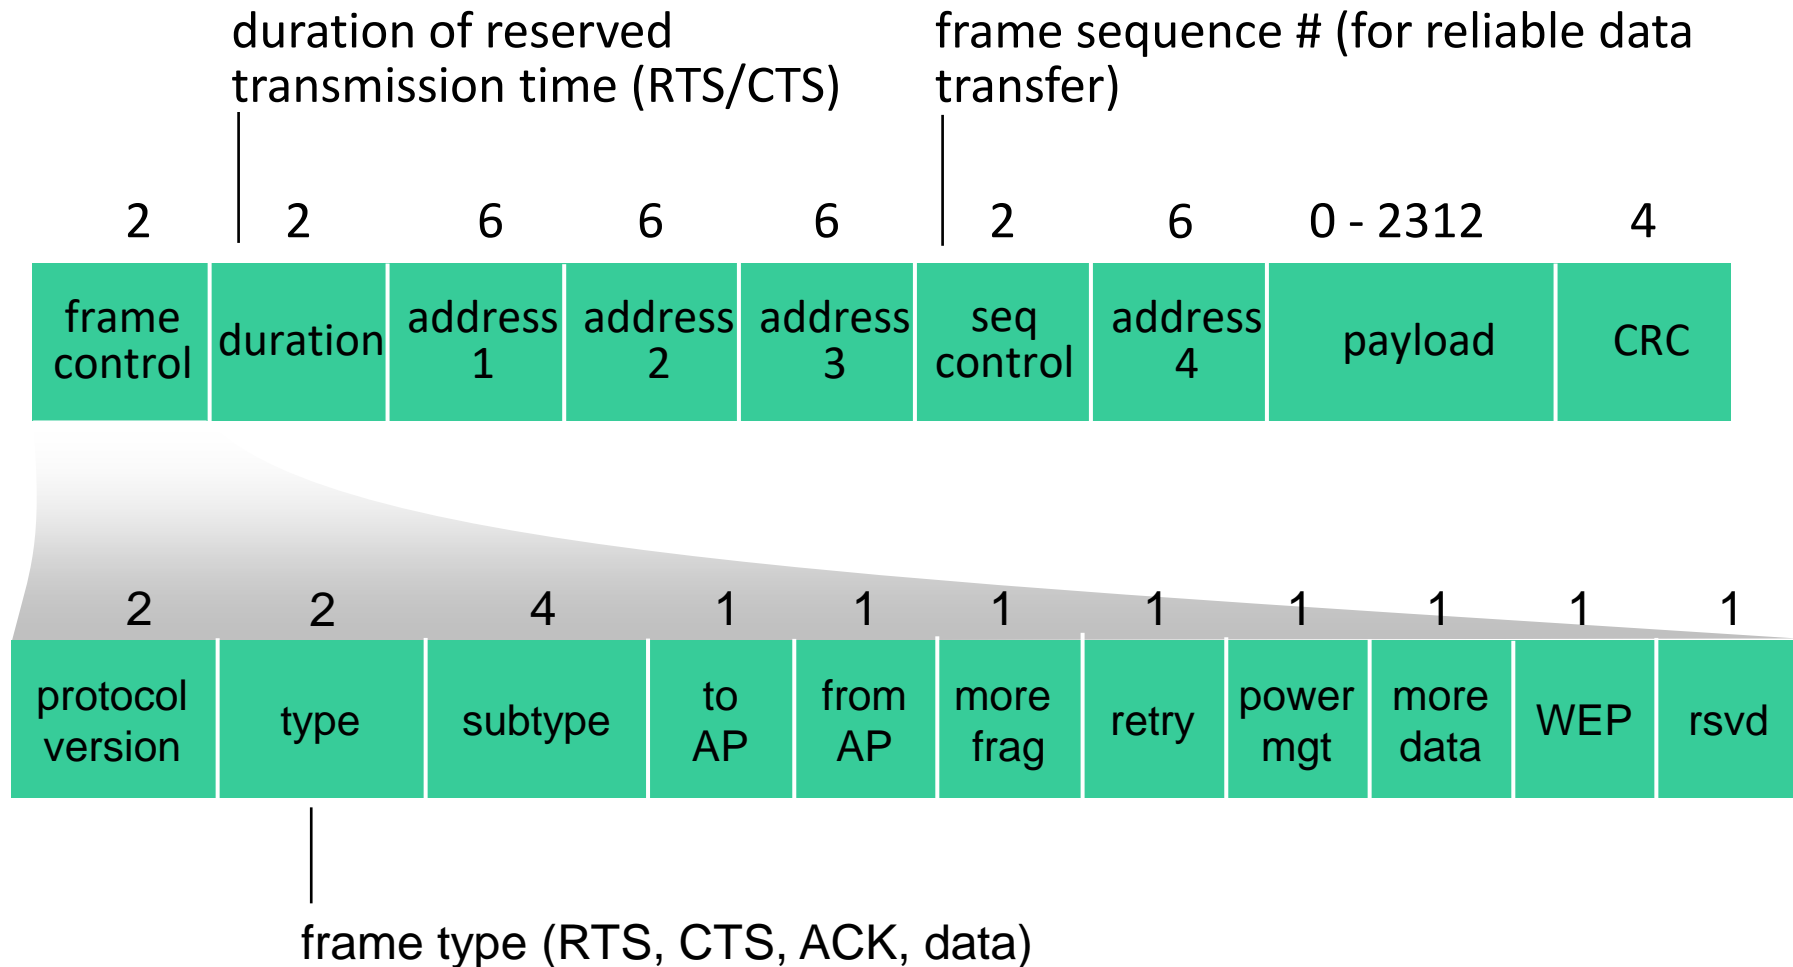 duration of reserved
transmission time (RTS/CTS)
frame sequence # (for reliable data
transfer)
2 2 6 6 6 2 6 0 - 2312 4
frame
control
duration
address
1
address
2
address
3
seq
control
address
4
payload
CRC
2 2 4 1 1 1 1 1 1 1 1
protocol
version
type
subtype
to
AP
from
AP
more
frag
retry
power
mgt
more
data
WEP
rsvd
frame type (RTS, CTS, ACK, data)